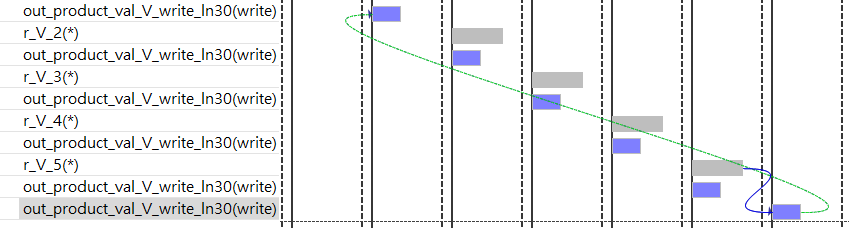 out_product_val_V_write_ln30(write)
r_V_2(*)
out_product_val_V_write_ln30(write)
r_V_3(*)
out_product_val_V_write_ln30(write)
r_V_4(*)
out_product_val_V_write_ln30(write)
r_V_5(*)
out_product_val_V_write_ln30(write)
out_product_val_V_write_ln30(write)